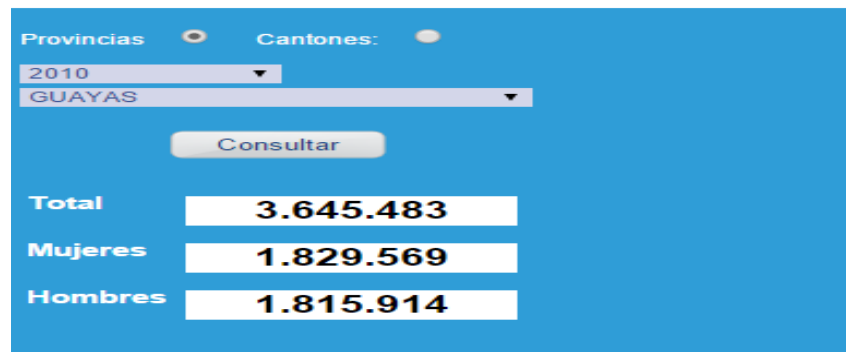 Provincias Cantones:
2010
GUAYAS
Consultar
Total 3.645.483
Mujeres 1.829.569
Hombres 1.815.914